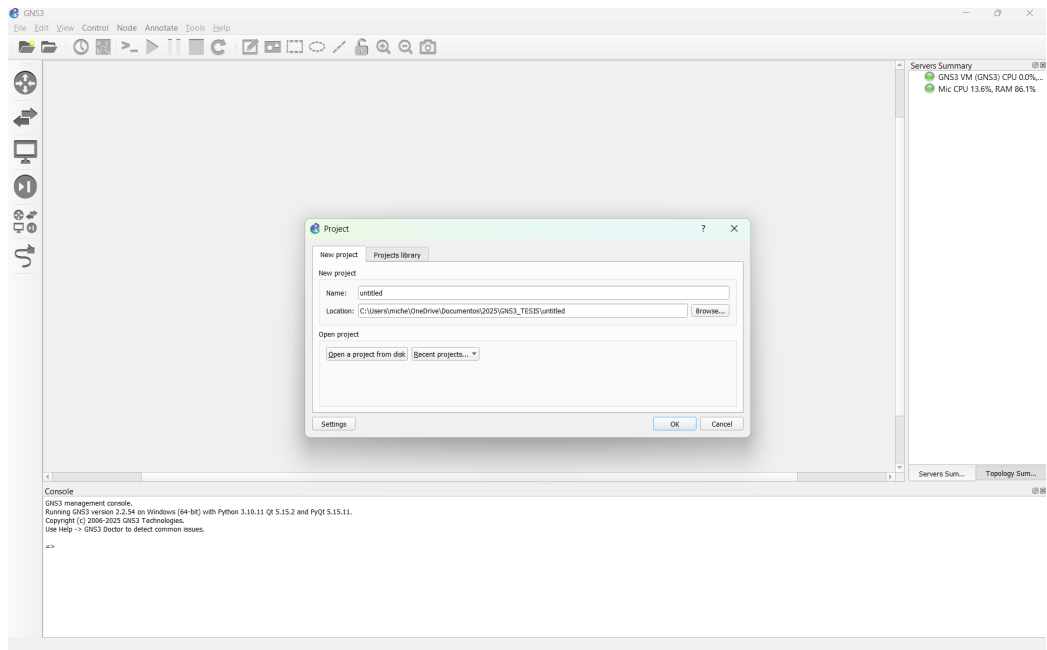 GNS3
File Edit View Control Node Annotate Tools Help
Servers Summary
GNS3 VM (GNS3) CPU 0.0%,...
Mic CPU 13.6%, RAM 86.1%
Project
New project Projects library
New project
Name: untitled
Location: C:\Users\miche\OneDrive\Documentos\2025\GNS3_TESIS\untitled Browse...
Open project
Open a project from disk Recent projects...
Settings OK Cancel
Servers Sum... Topology Sum...
Console
GNS3 management console.
Running GNS3 version 2.2.54 on Windows (64-bit) with Python 3.10.11 Qt 5.15.2 and PyQt 5.15.11.
Copyright (c) 2006-2025 GNS3 Technologies.
Use Help -> GNS3 Doctor to detect common issues.
=>